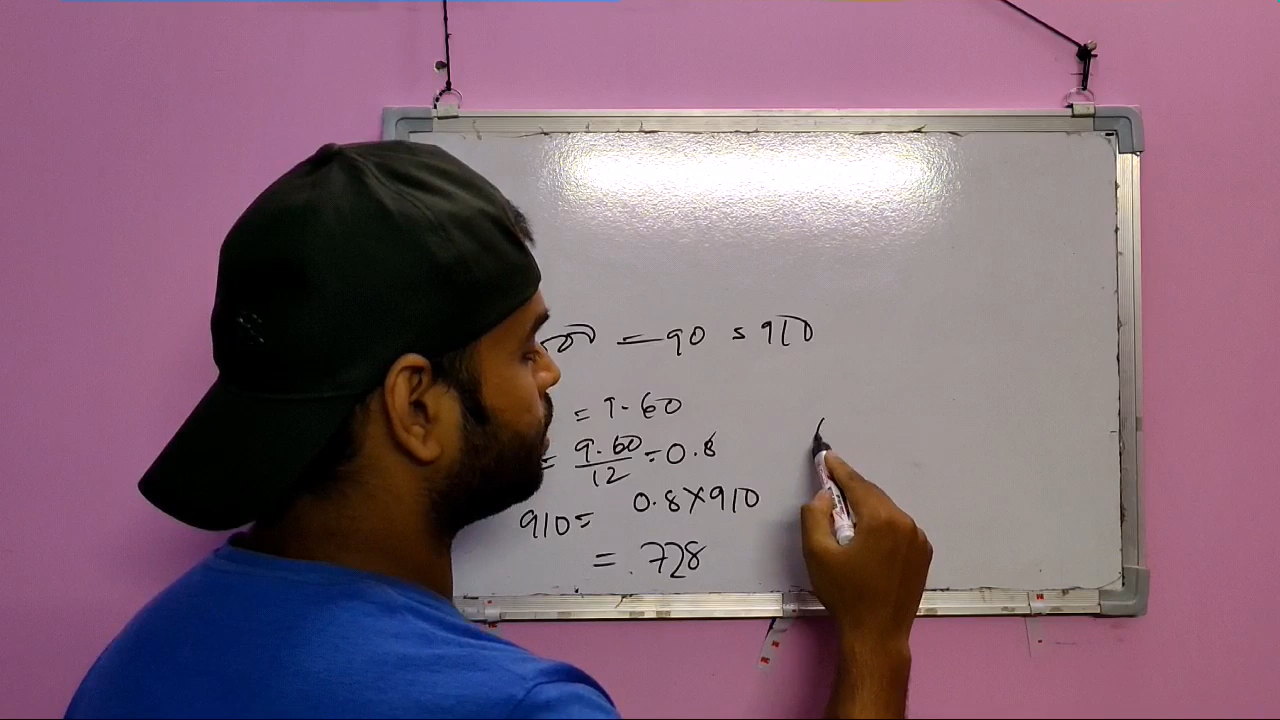 = 90 = 910
= 9.60
= 9.60/12 = 0.8
910 = 0.8×910
= 728